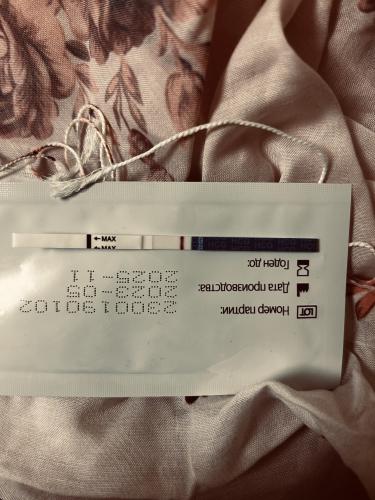 ←MAX
LOT Номер партии: 2300190102
Дата производства: 2023-05
Годен до: 2025-11